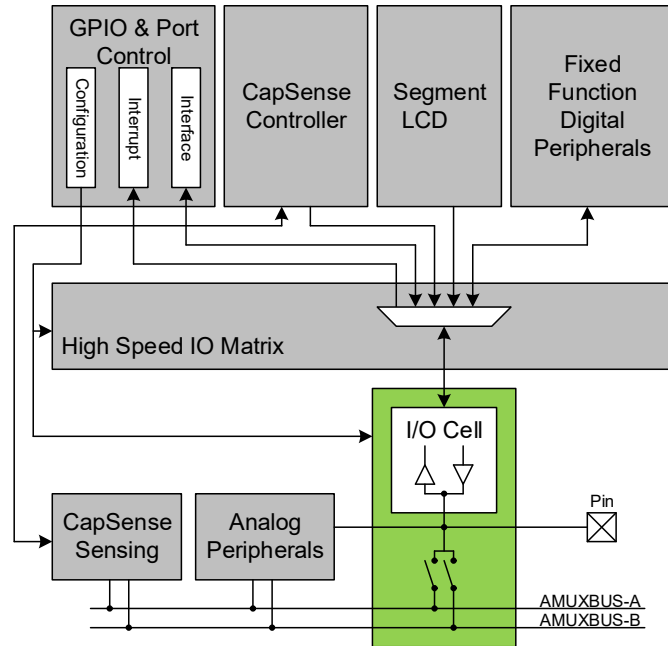 GPIO & Port
Control
Configuration
Interrupt
Interface
CapSense
Controller
Segment
LCD
Fixed
Function
Digital
Peripherals
High Speed IO Matrix
I/O Cell
CapSense
Sensing
Analog
Peripherals
Pin
AMUXBUS-A
AMUXBUS-B